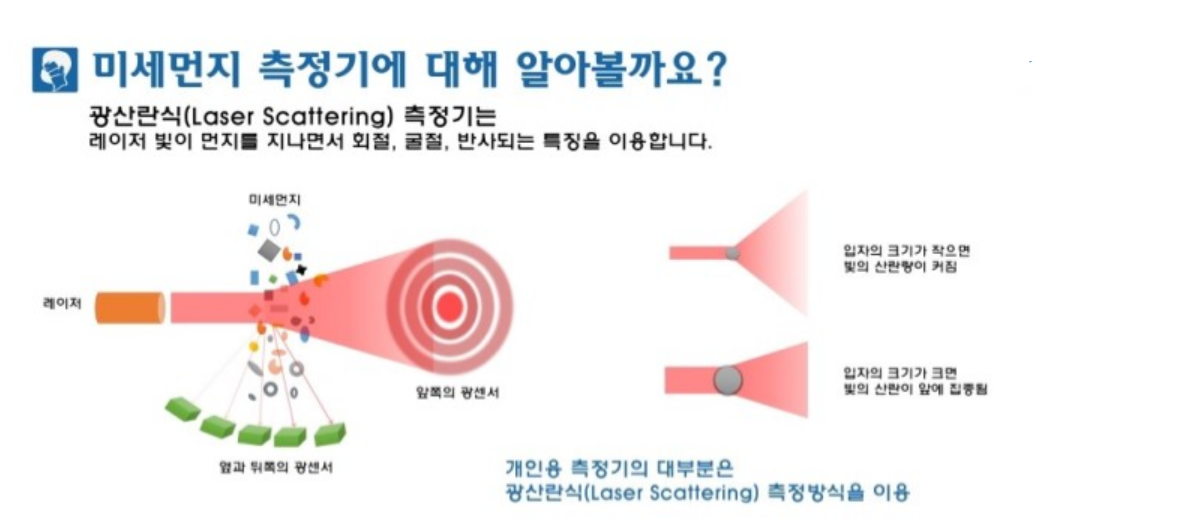 미세먼지 측정기에 대해 알아볼까요?
광산란식(Laser Scattering) 측정기는
레이저 빛이 먼지를 지나면서 회절, 굴절, 반사되는 특징을 이용합니다.
미세먼지
레이저
앞쪽의 광센서
옆과 뒤쪽의 광센서
입자의 크기가 작으면
빛의 산란량이 커짐
입자의 크기가 크면
빛의 산란이 앞에 집중됨
개인용 측정기의 대부분은
광산란식(Laser Scattering) 측정방식을 이용